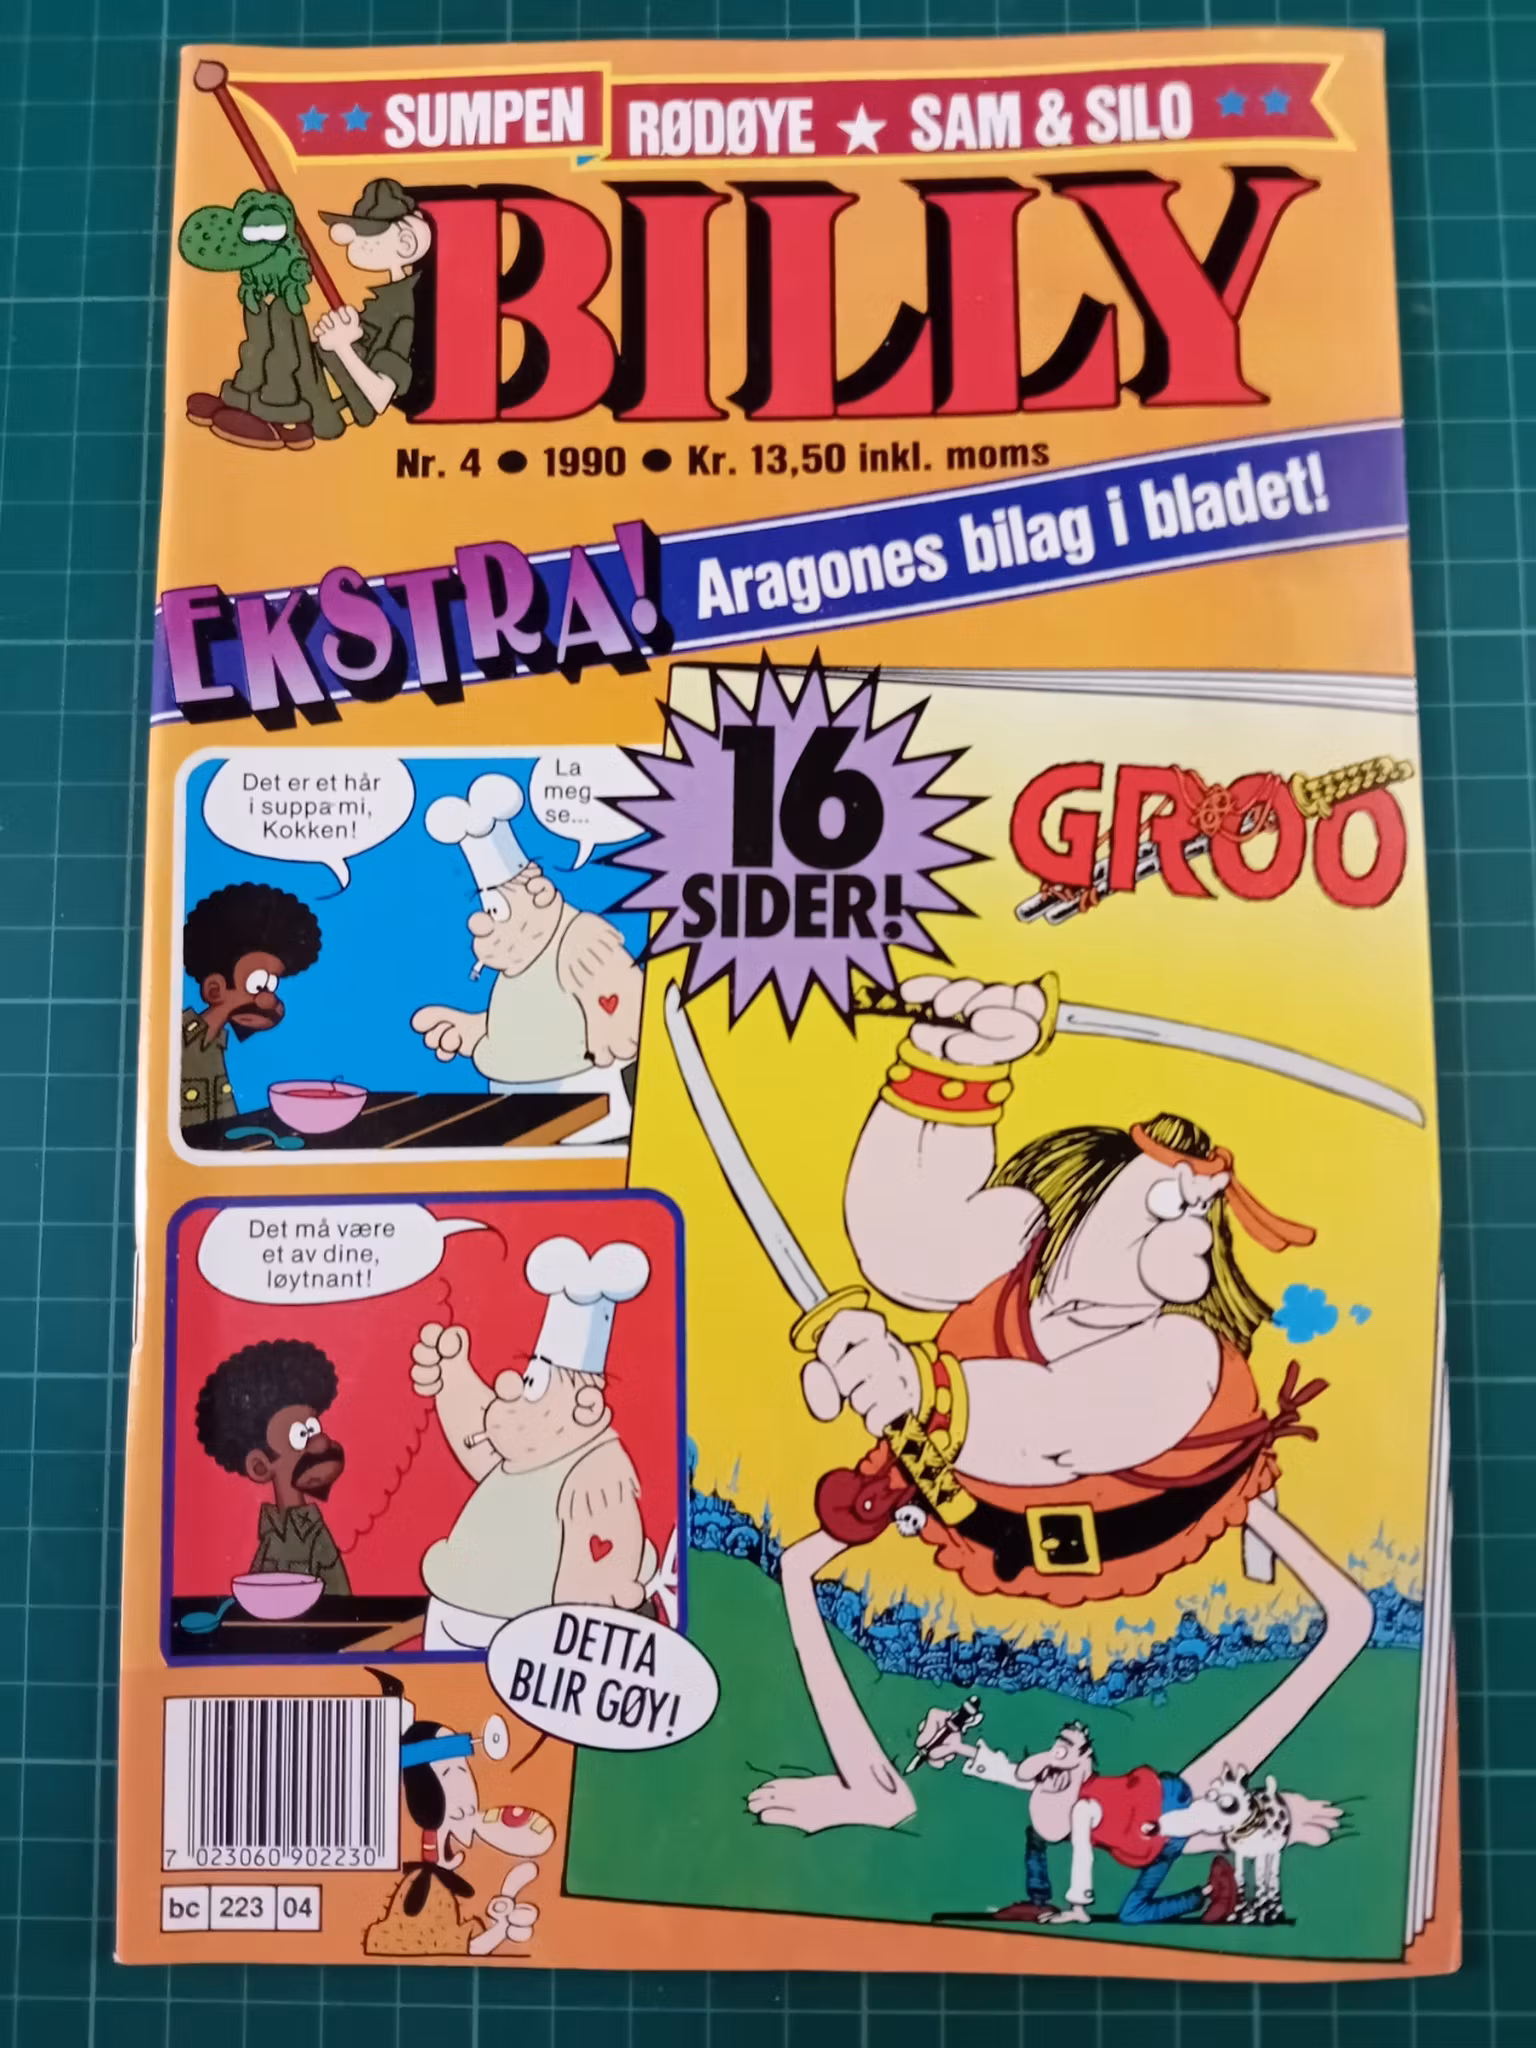 SUMPEN RØDØYE ★ SAM & SILO
BILLY
Nr. 4 ● 1990 ● Kr. 13,50 inkl. moms
EKSTRA! Aragones bilag i bladet!
16
SIDER!
GROO
Det er et hår
i suppa mi,
Kokken!
La
meg
se...
Det må være
et av dine,
løytnant!
DETTA
BLIR GØY!
7 023060 902230
bc 223 04